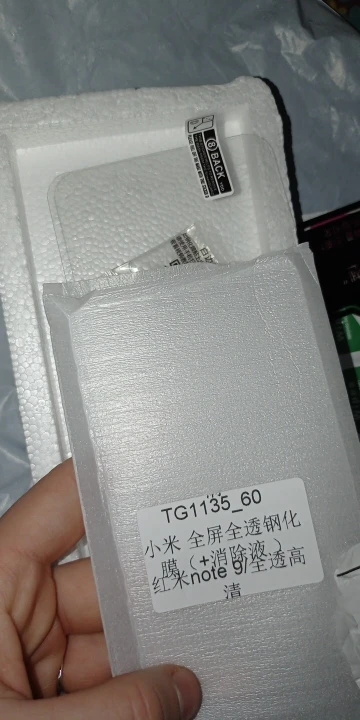 BACK
TG1135_60
小米 全屏全透钢化
膜（+消除液）
红米note 9/全透高
清